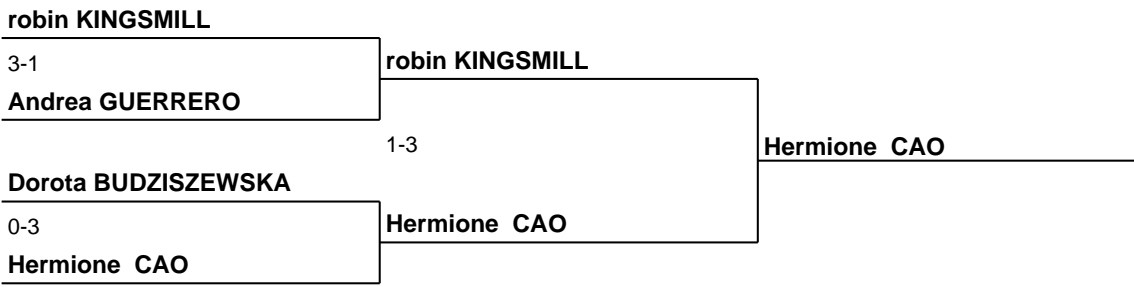 robin KINGSMILL
3-1
robin KINGSMILL
Andrea GUERRERO
1-3
Hermione CAO
Dorota BUDZISZEWSKA
0-3
Hermione CAO
Hermione CAO